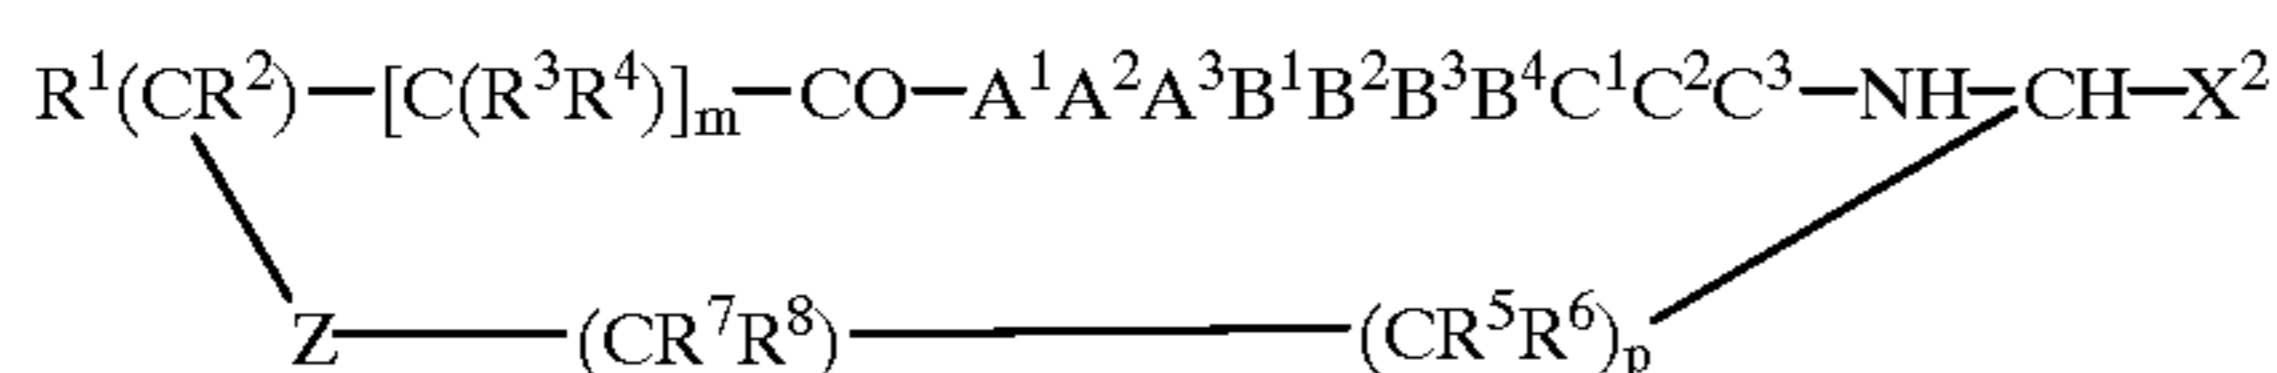 R¹(CR²)—[C(R³R⁴)]ₘ—CO—A¹A²A³B¹B²B³B⁴C¹C²C³—NH—CH—X²
Z—(CR⁷R⁸)—(CR⁵R⁶)ₚ